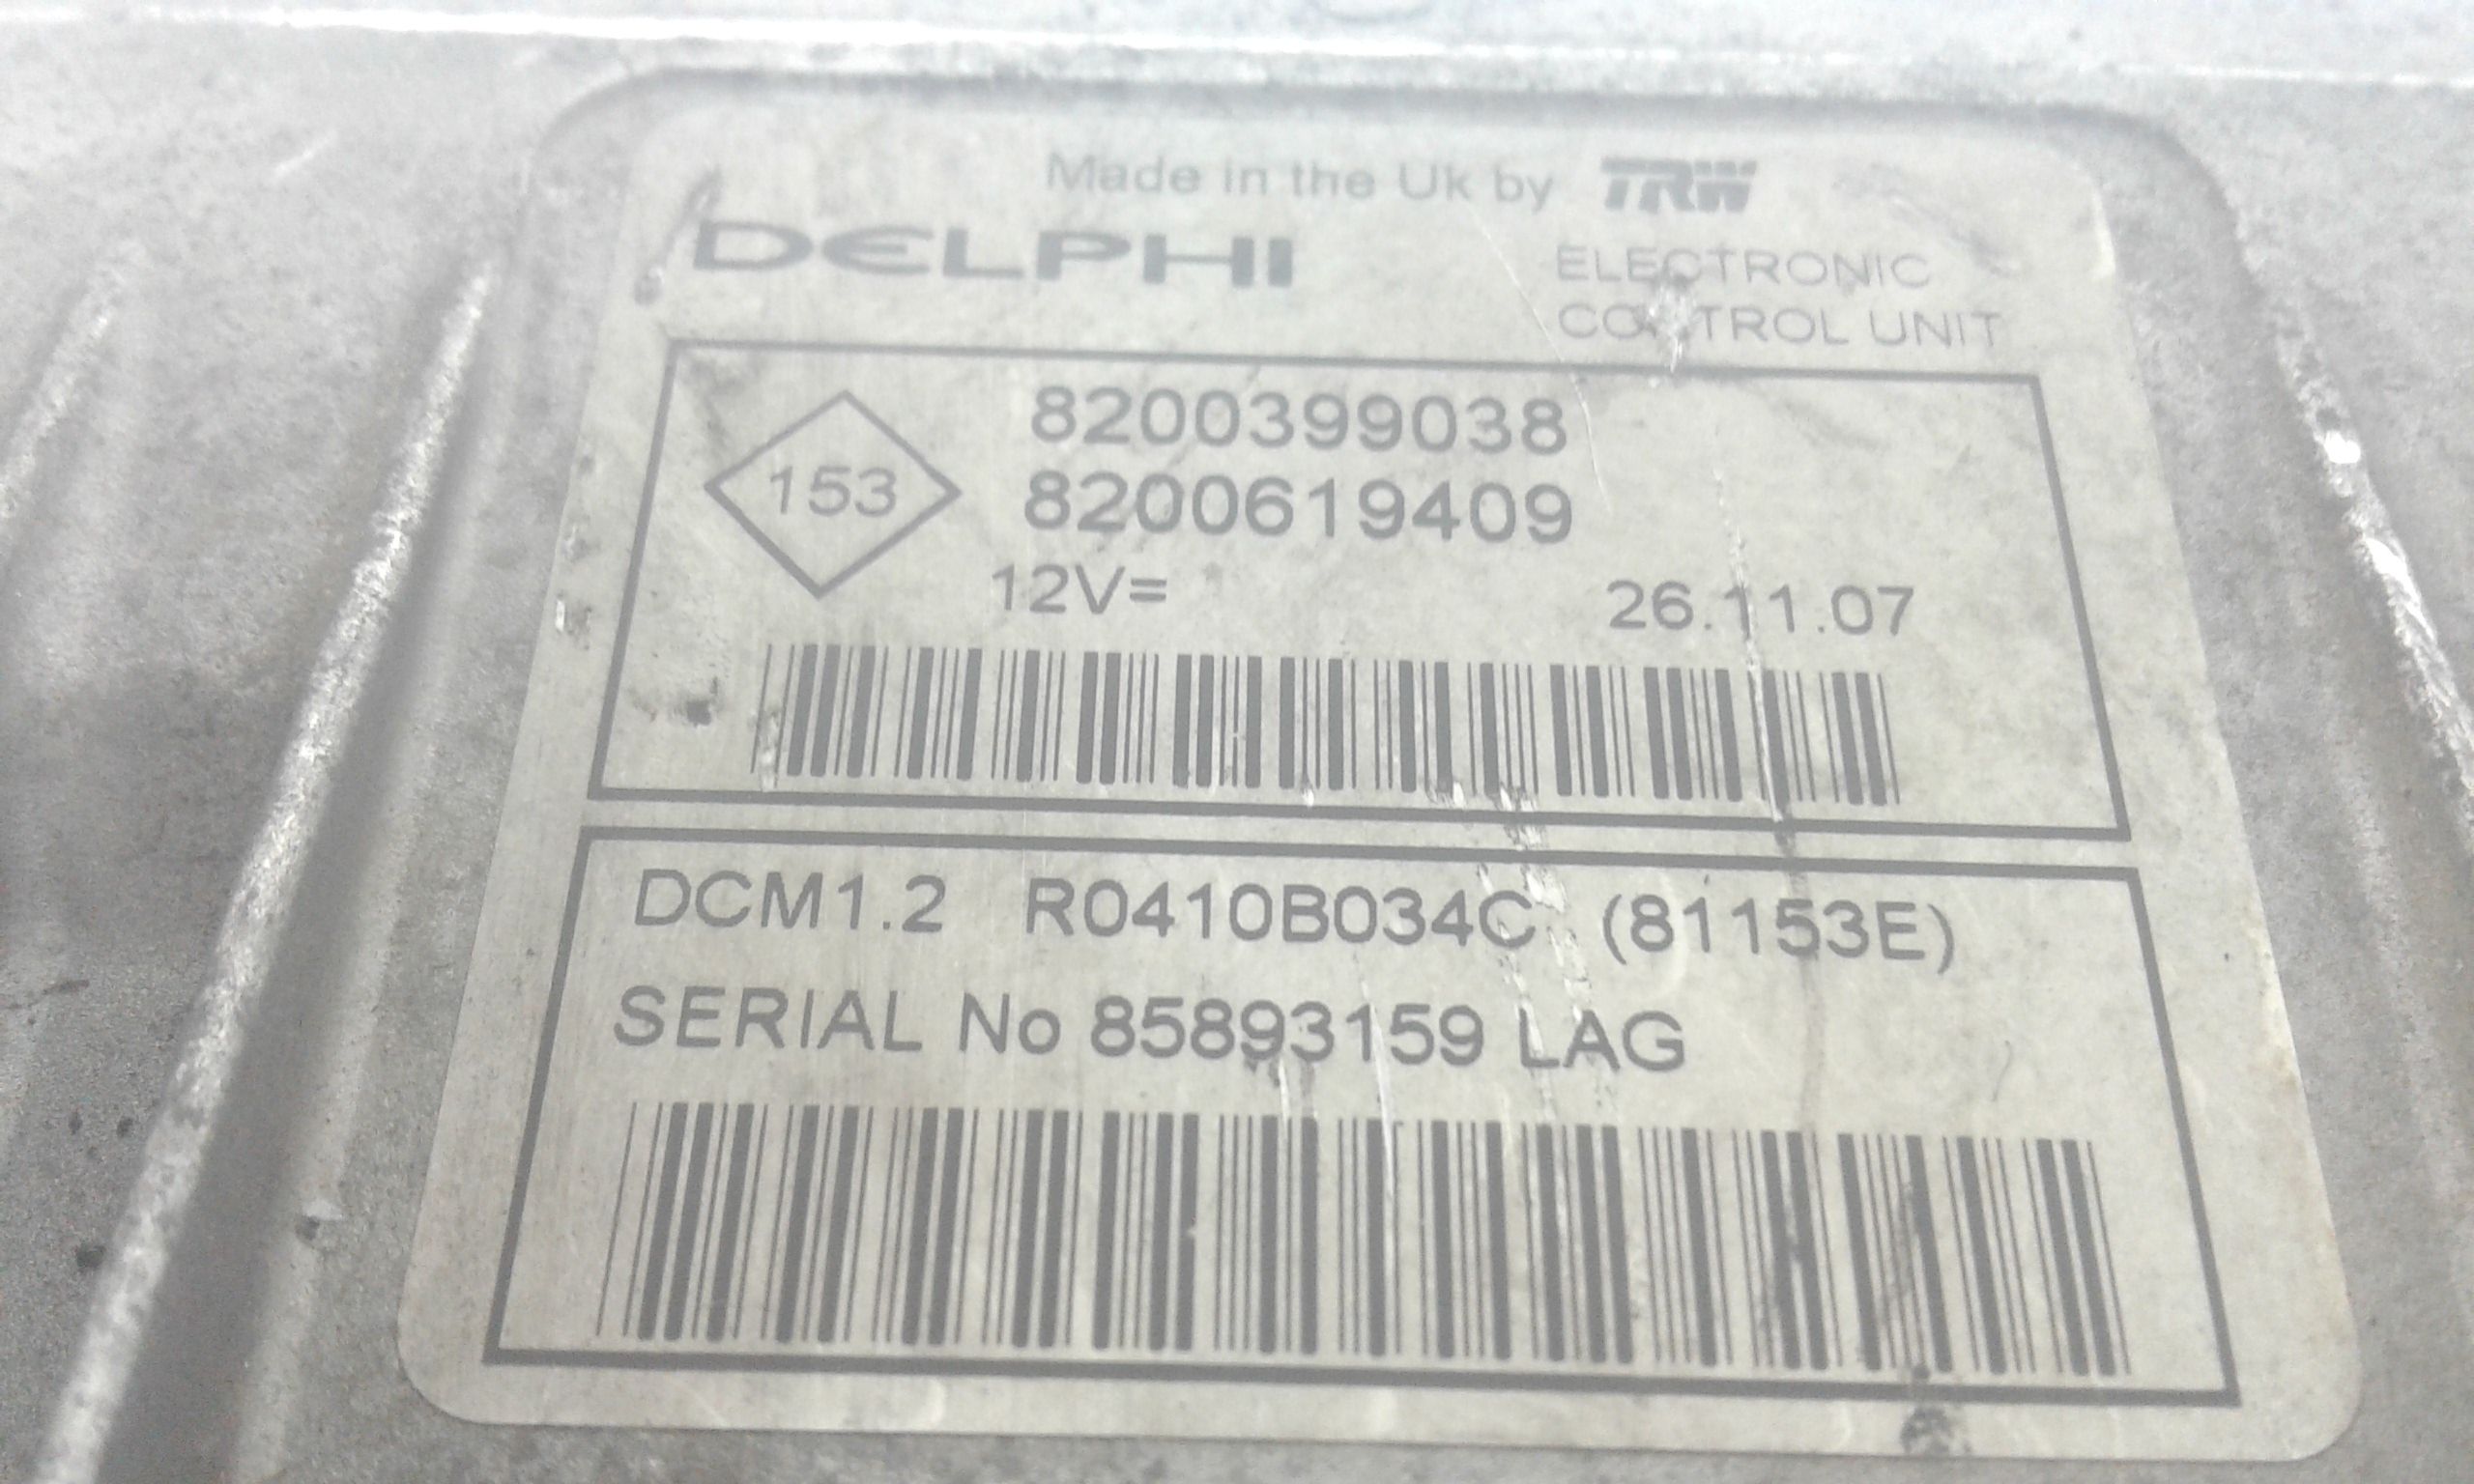 Made in the Uk by TRW
DELPHI
ELECTRONIC
CONTROL UNIT
8200399038
153
8200619409
12V= 26.11.07
DCM1.2 R0410B034C (81153E)
SERIAL No 85893159 LAG